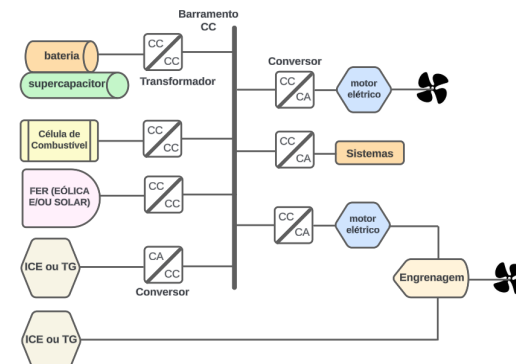 Barramento
CC
bateria
supercapacitor
CC
CC
Transformador
Conversor
CC
CA
motor
elétrico
Célula de
Combustível
CC
CC
CC
CA
Sistemas
FER (EÓLICA
E/OU SOLAR)
CC
CC
CC
CA
motor
elétrico
ICE ou TG
CA
CC
Conversor
Engrenagem
ICE ou TG